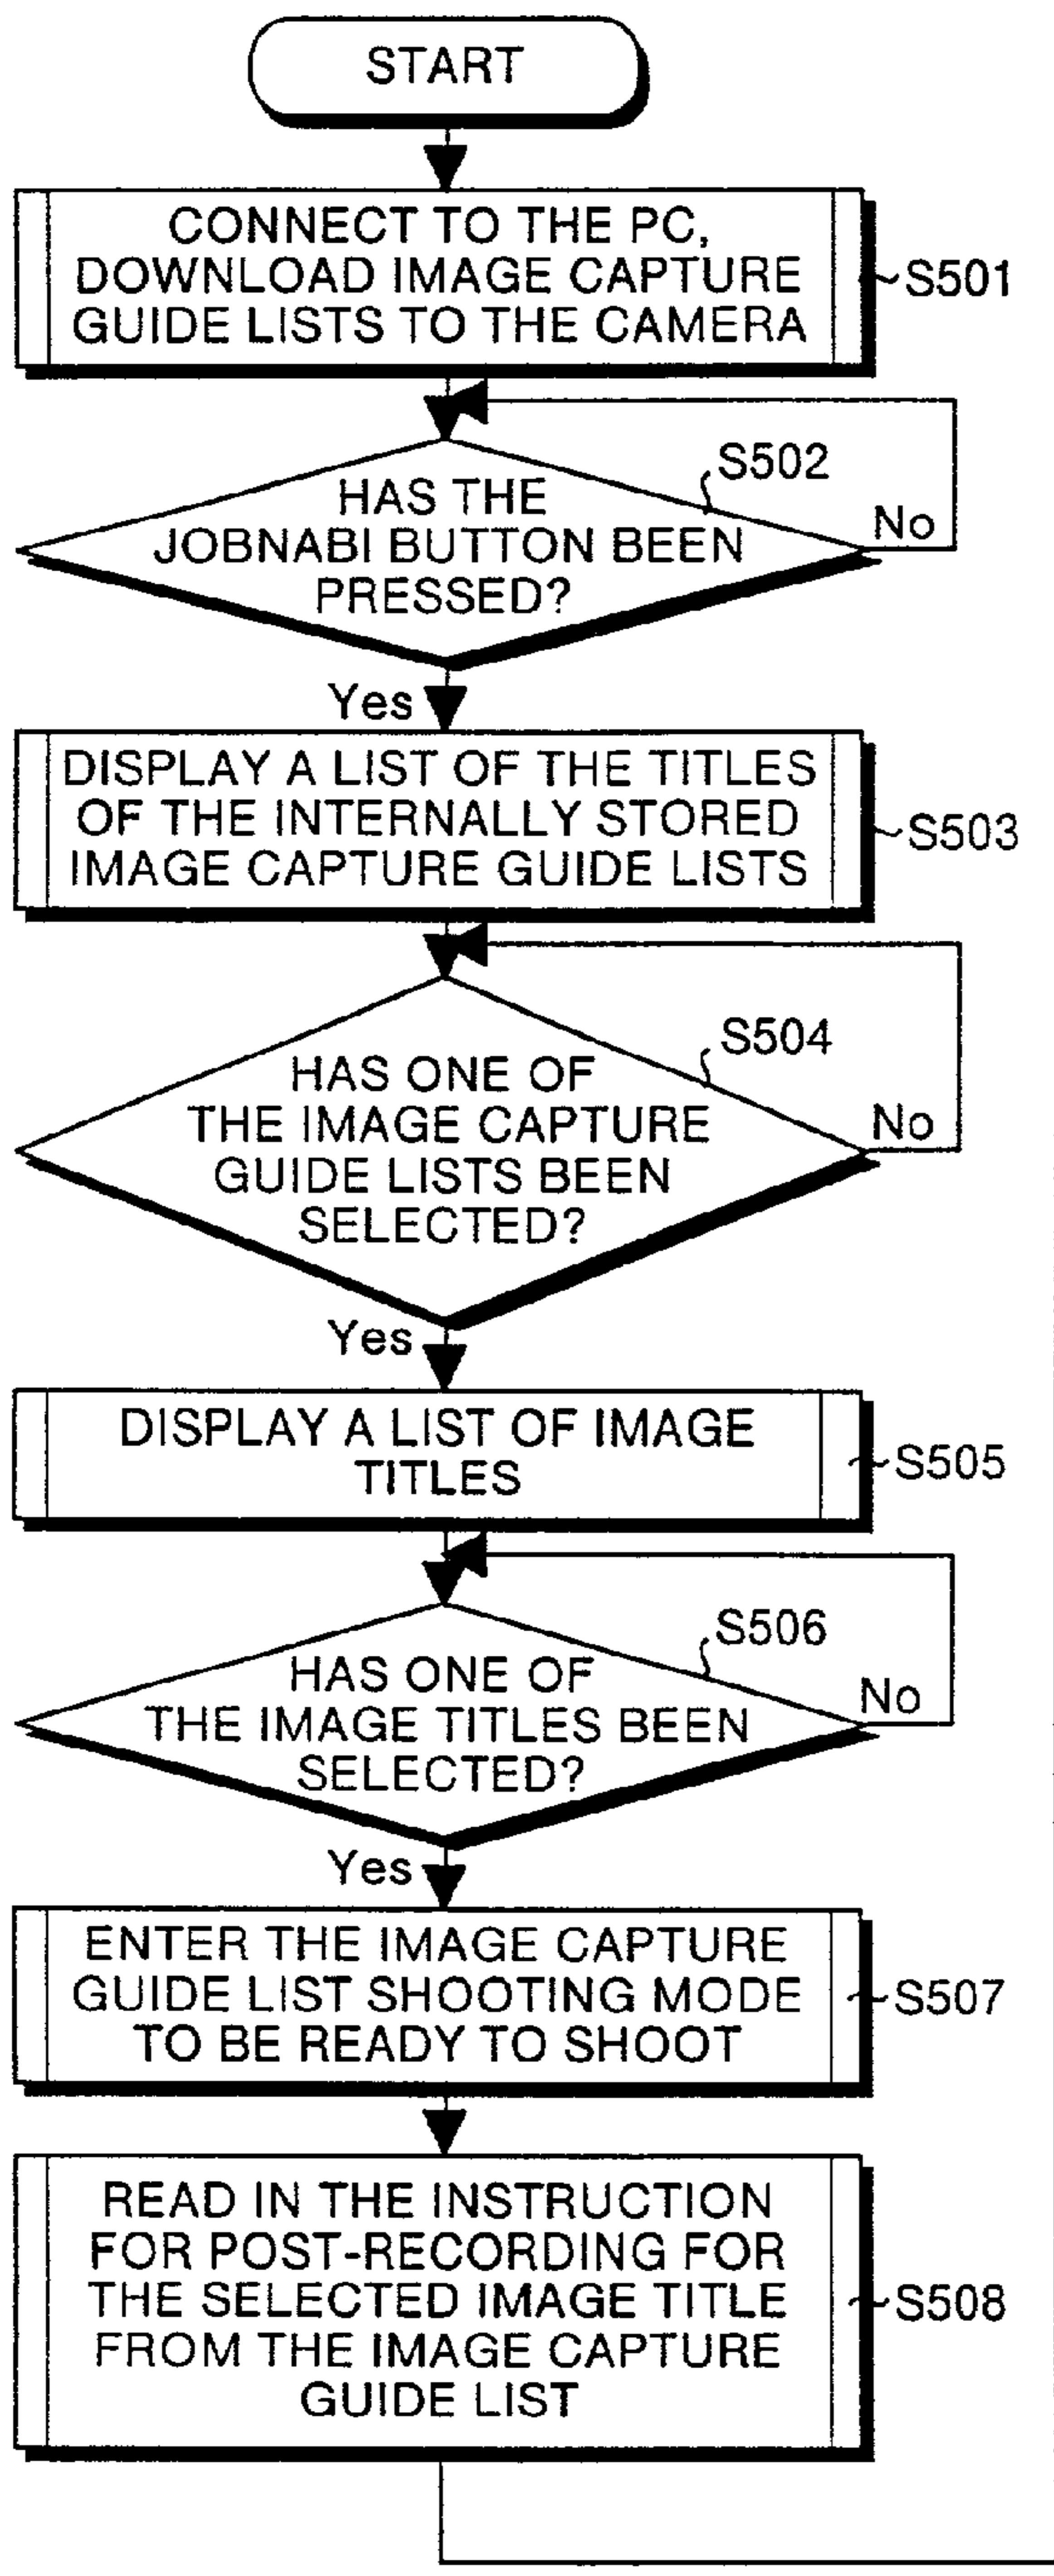 START
CONNECT TO THE PC,
DOWNLOAD IMAGE CAPTURE
GUIDE LISTS TO THE CAMERA
S501
S502
HAS THE
JOBNABI BUTTON BEEN
PRESSED?
No
Yes
DISPLAY A LIST OF THE TITLES
OF THE INTERNALLY STORED
IMAGE CAPTURE GUIDE LISTS
S503
S504
HAS ONE OF
THE IMAGE CAPTURE
GUIDE LISTS BEEN
SELECTED?
No
Yes
DISPLAY A LIST OF IMAGE
TITLES
S505
S506
HAS ONE OF
THE IMAGE TITLES BEEN
SELECTED?
No
Yes
ENTER THE IMAGE CAPTURE
GUIDE LIST SHOOTING MODE
TO BE READY TO SHOOT
S507
READ IN THE INSTRUCTION
FOR POST-RECORDING FOR
THE SELECTED IMAGE TITLE
FROM THE IMAGE CAPTURE
GUIDE LIST
S508